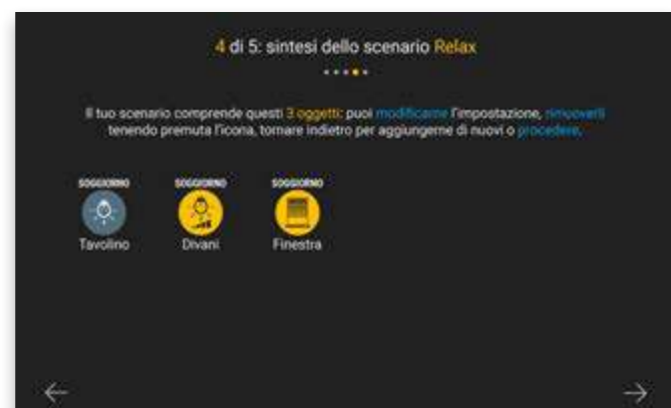 4 di 5: sintesi dello scenario Relax
Il tuo scenario comprende questi 3 oggetti: puoi modificarne l'impostazione, rimuoverli
tenendo premuta l'icona, tornare indietro per aggiungerne di nuovi o procedere.
SOGGIORNO SOGGIORNO SOGGIORNO
Tavolino Divani Finestra